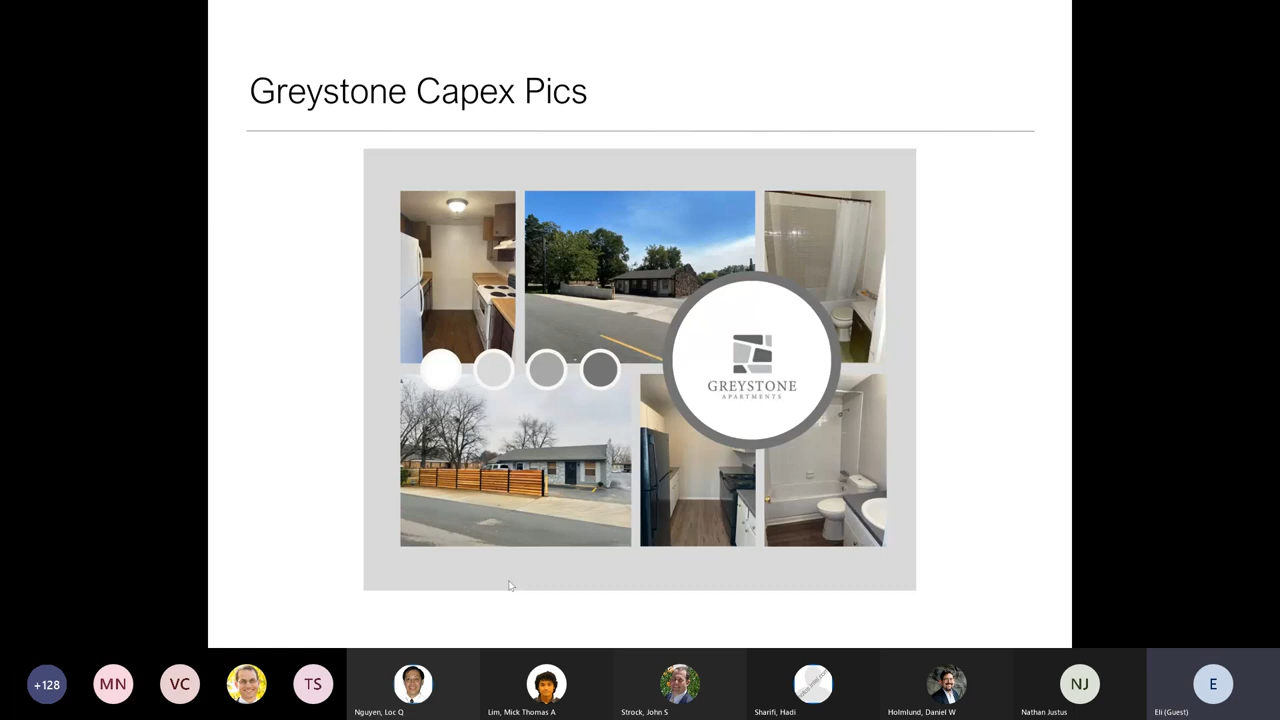 Greystone Capex Pics
GREYSTONE
APARTMENTS
+128
MN
VC
TS
Nguyen, Loc Q
Lim, Mick Thomas A
Strock, John S
Sharifi, Hadi
Holmlund, Daniel W
NJ
Nathan Justus
E
Eli (Guest)